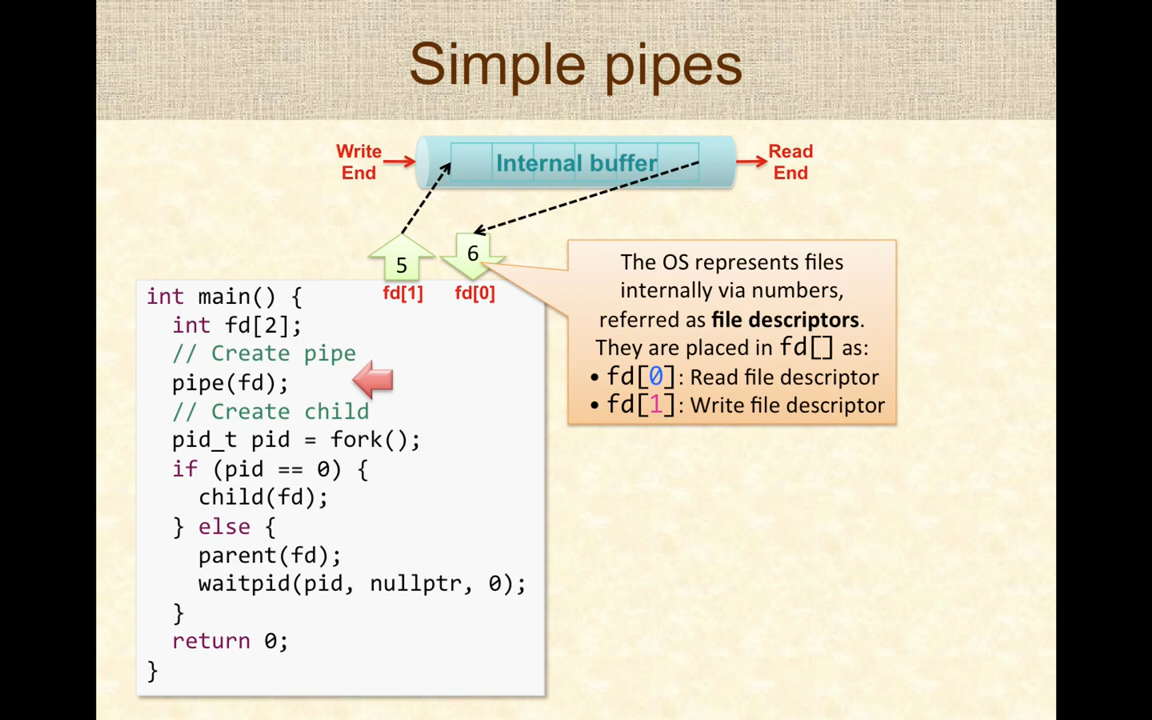 Simple pipes
Write
End
Internal buffer
Read
End
5
6
fd[1]
fd[0]
The OS represents files
internally via numbers,
referred as file descriptors.
They are placed in fd[] as:
• fd[0]: Read file descriptor
• fd[1]: Write file descriptor
int main() {
  int fd[2];
  // Create pipe
  pipe(fd);
  // Create child
  pid_t pid = fork();
  if (pid == 0) {
    child(fd);
  } else {
    parent(fd);
    waitpid(pid, nullptr, 0);
  }
  return 0;
}